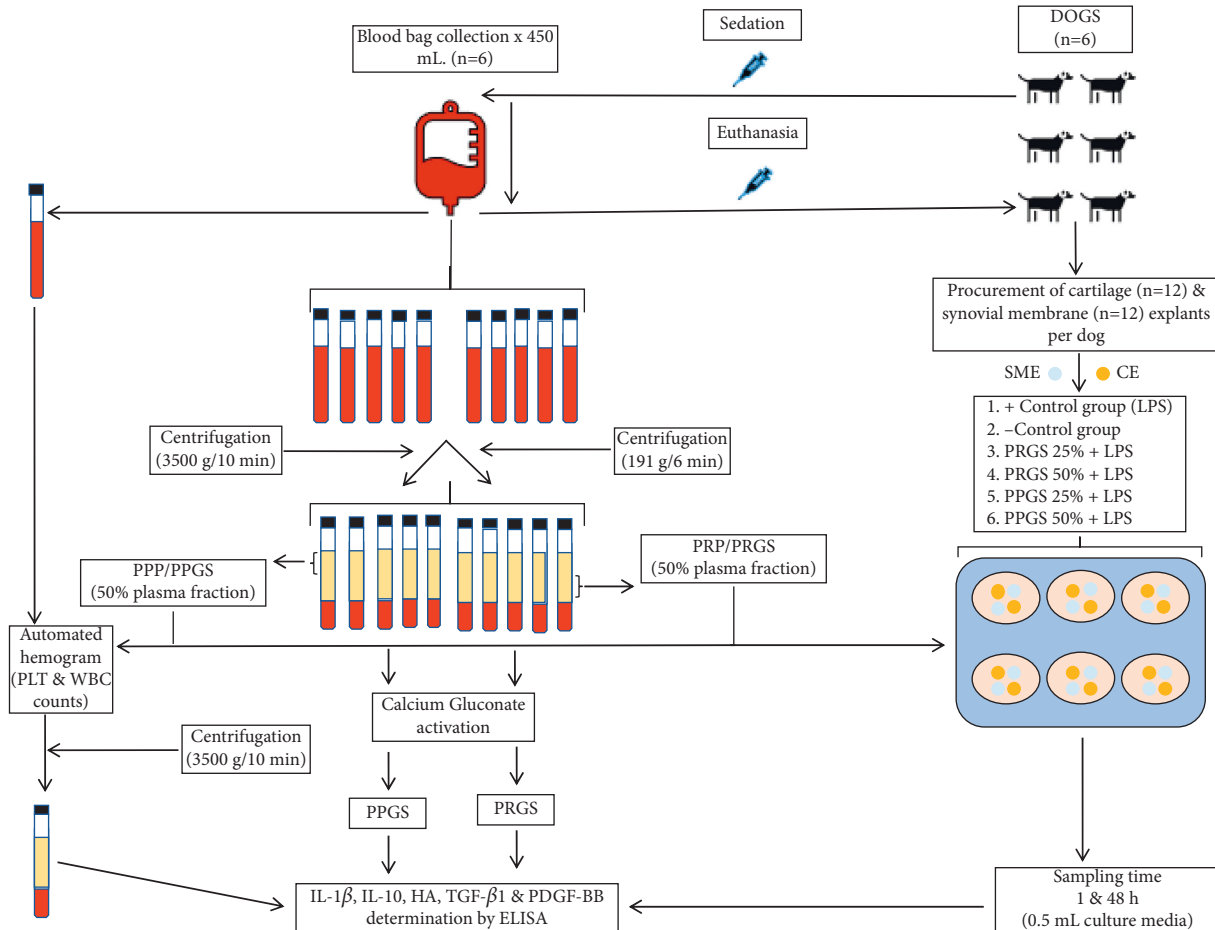 Blood bag collection x 450
mL. (n=6)
Sedation
DOGS
(n=6)
Euthanasia
Procurement of cartilage (n=12) &
synovial membrane (n=12) explants
per dog
SME
CE
1. + Control group (LPS)
2. –Control group
3. PRGS 25% + LPS
4. PRGS 50% + LPS
5. PPGS 25% + LPS
6. PPGS 50% + LPS
Centrifugation
(3500 g/10 min)
Centrifugation
(191 g/6 min)
PPP/PPGS
(50% plasma fraction)
PRP/PRGS
(50% plasma fraction)
Automated
hemogram
(PLT & WBC
counts)
Calcium Gluconate
activation
Centrifugation
(3500 g/10 min)
PPGS
PRGS
IL-1β, IL-10, HA, TGF-β1 & PDGF-BB
determination by ELISA
Sampling time
1 & 48 h
(0.5 mL culture media)